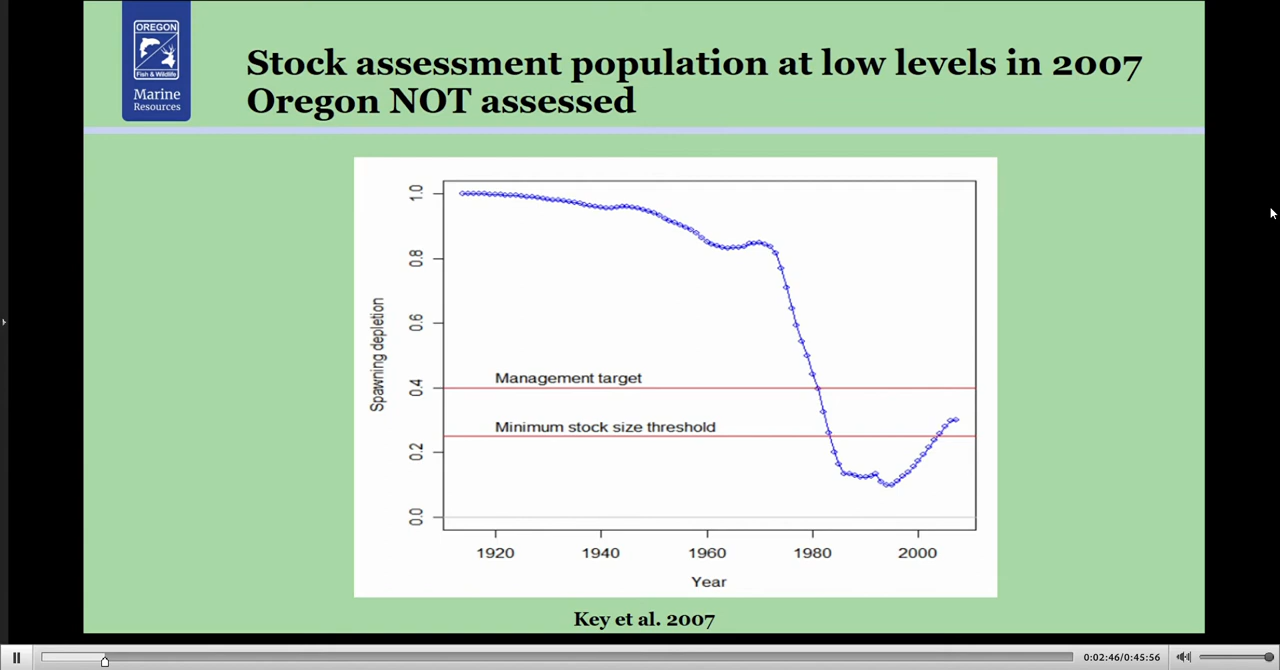 OREGON
Fish & Wildlife
Marine
Resources
Stock assessment population at low levels in 2007
Oregon NOT assessed
1.0
0.8
0.6
0.4
0.2
0.0
Spawning depletion
Management target
Minimum stock size threshold
1920 1940 1960 1980 2000
Year
Key et al. 2007
0:02:46/0:45:56